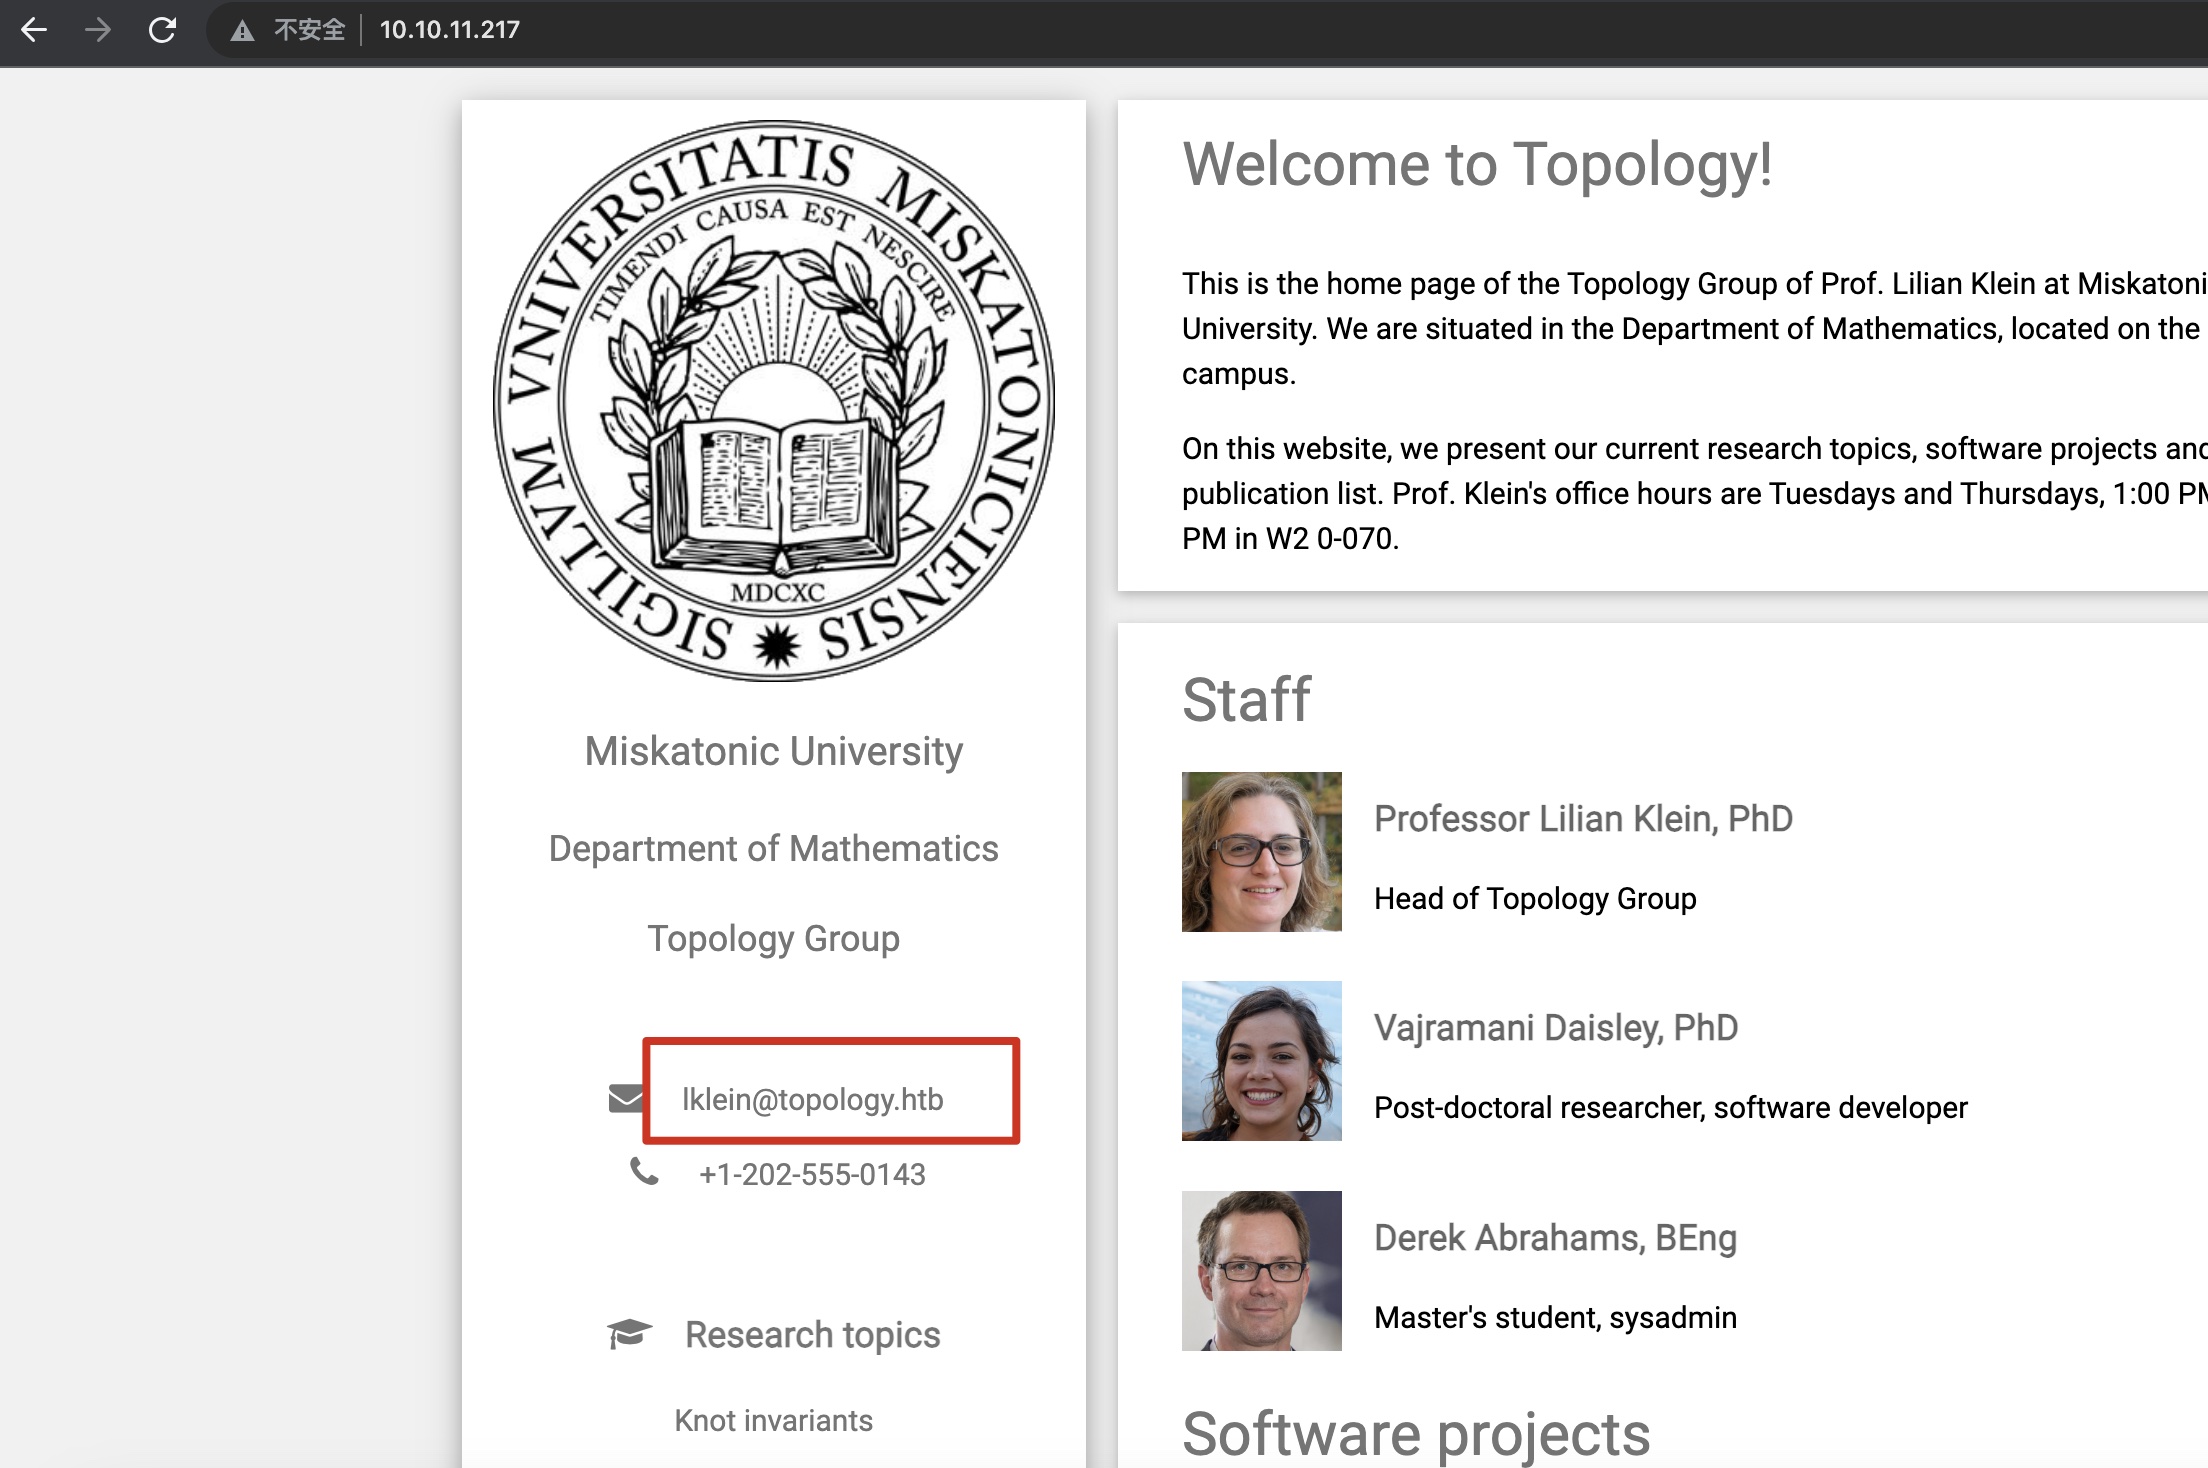 不安全 10.10.11.217
VNIVERSITATIS MISKATONICIENSIS SIGILLVM
TIMENDI CAUSA EST NESCIRE
MDCXC
Miskatonic University
Department of Mathematics
Topology Group
lklein@topology.htb
+1-202-555-0143
Research topics
Knot invariants
Welcome to Topology!
This is the home page of the Topology Group of Prof. Lilian Klein at Miskatoni
University. We are situated in the Department of Mathematics, located on the
campus.
On this website, we present our current research topics, software projects and
publication list. Prof. Klein's office hours are Tuesdays and Thursdays, 1:00 PM
PM in W2 0-070.
Staff
Professor Lilian Klein, PhD
Head of Topology Group
Vajramani Daisley, PhD
Post-doctoral researcher, software developer
Derek Abrahams, BEng
Master's student, sysadmin
Software projects